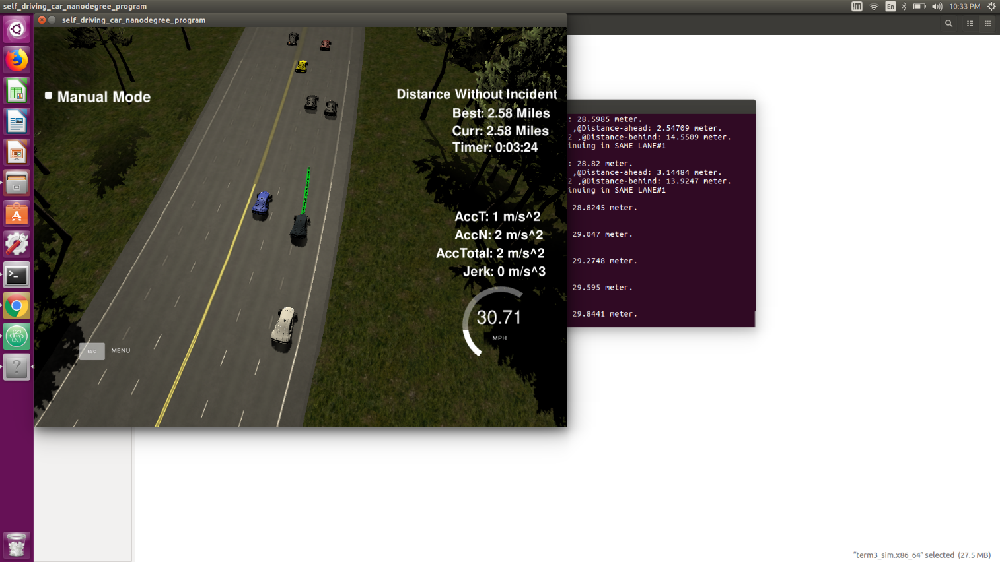 self_driving_car_nanodegree_program
En
10:33 PM
self_driving_car_nanodegree_program
Manual Mode
Distance Without Incident
Best: 2.58 Miles
Curr: 2.58 Miles
Timer: 0:03:24
AccT: 1 m/s^2
AccN: 2 m/s^2
AccTotal: 2 m/s^2
Jerk: 0 m/s^3
30.71
MPH
ESC
MENU
: 28.5985 meter.
,@Distance-ahead: 2.54709 meter.
2 ,@Distance-behind: 14.5509 meter.
inuing in SAME LANE#1
: 28.82 meter.
,@Distance-ahead: 3.14484 meter.
2 ,@Distance-behind: 13.9247 meter.
inuing in SAME LANE#1
28.8245 meter.
29.047 meter.
29.2748 meter.
29.595 meter.
29.8441 meter.
"term3_sim.x86_64" selected (27.5 MB)